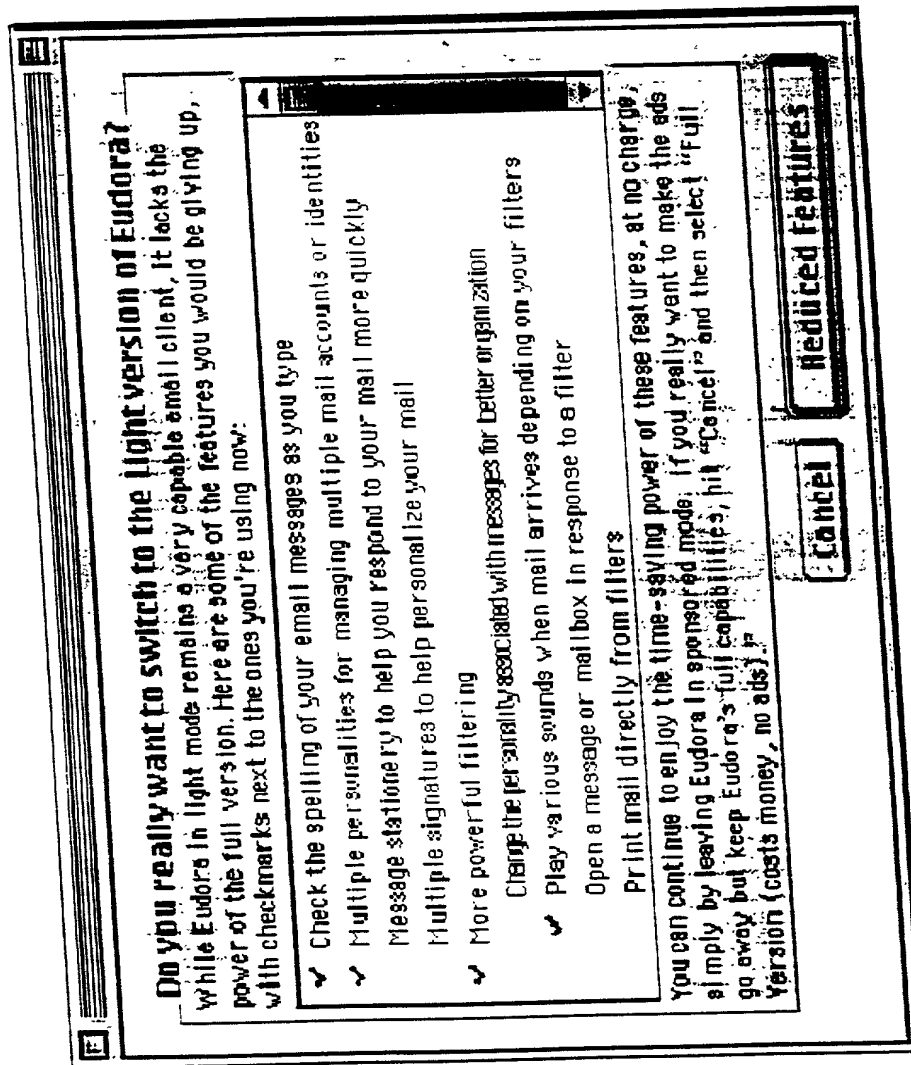 Do you really want to switch to the Light version of Eudora?
While Eudora in light mode remains a very capable email client, it lacks the
power of the full version. Here are some of the features you would be giving up,
with checkmarks next to the ones you're using now:
✓ Check the spelling of your email messages as you type
✓ Multiple personalities for managing multiple mail accounts or identities
Message stationery to help you respond to your mail more quickly
Multiple signatures to help personalize your mail
✓ More powerful filtering
Change the personality associated with messages for better organization
✓ Play various sounds when mail arrives depending on your filters
Open a message or mailbox in response to a filter
Print mail directly from filters
You can continue to enjoy the time-saving power of these features, at no charge,
simply by leaving Eudora in sponsored mode. If you really want to make the ads
go away but keep Eudora's full capabilities, hit "Cancel" and then select "Full
Version (costs money, no ads)."
Cancel
Reduced Features